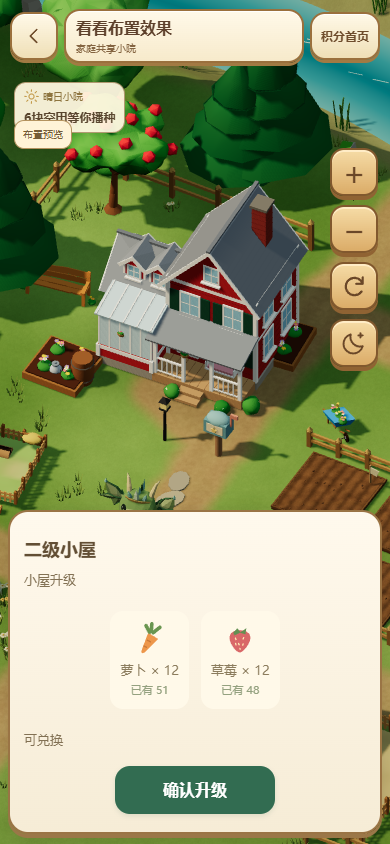 看看布置效果
家庭共享小院
积分首页
晴日小院
6块空田等你播种
布置预览
二级小屋
小屋升级
萝卜 × 12
已有 51
草莓 × 12
已有 48
可兑换
确认升级